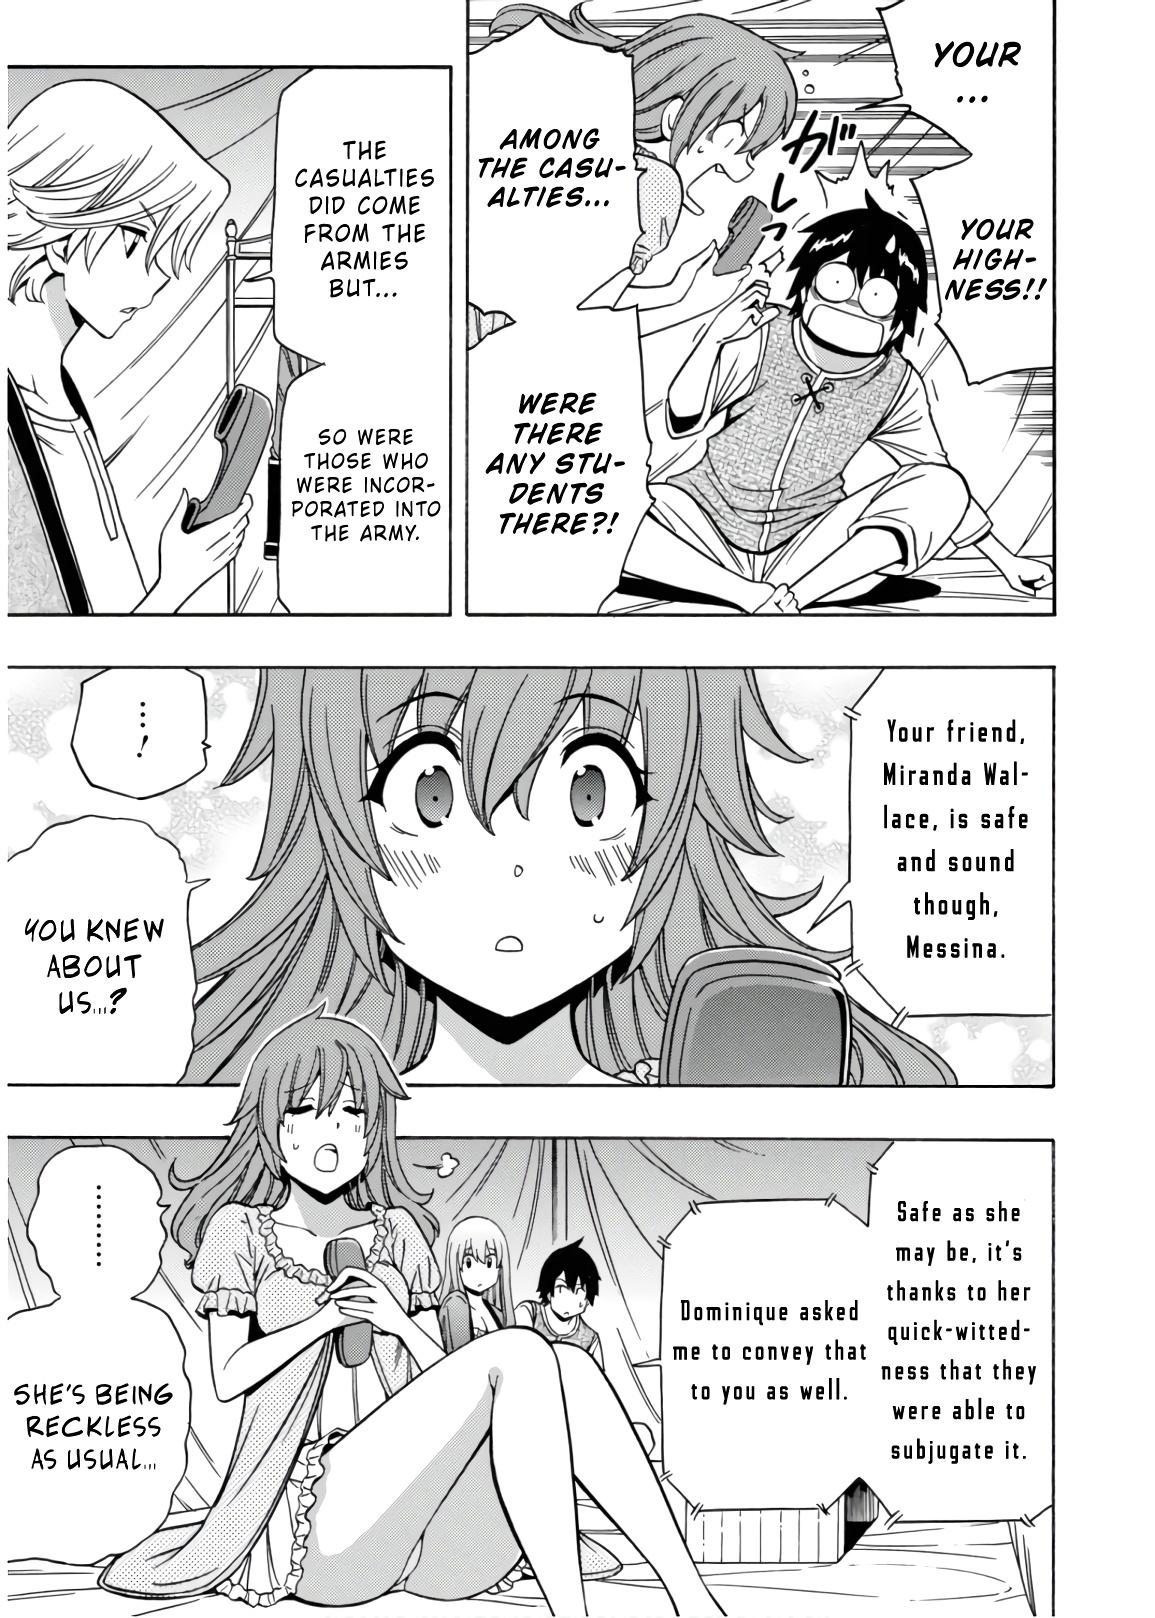 YOUR
...
YOUR
HIGH-
NESS!!
ガバ
しっ
AMONG
THE CASU-
ALTIES...
WERE
THERE
ANY STU-
DENTS
THERE?!
THE
CASUALTIES
DID COME
FROM THE
ARMIES
BUT...
SO WERE
THOSE WHO
WERE INCOR-
PORATED INTO
THE ARMY.
Your friend,
Miranda Wal-
lace, is safe
and sound
though,
Messina.
...!
YOU KNEW
ABOUT
US...?
Safe as she
may be, it's
thanks to her
quick-witted-
ness that they
were able to
subjugate it.
Dominique asked
me to convey that
to you as well.
......
SHE'S BEING
RECKLESS
AS USUAL...